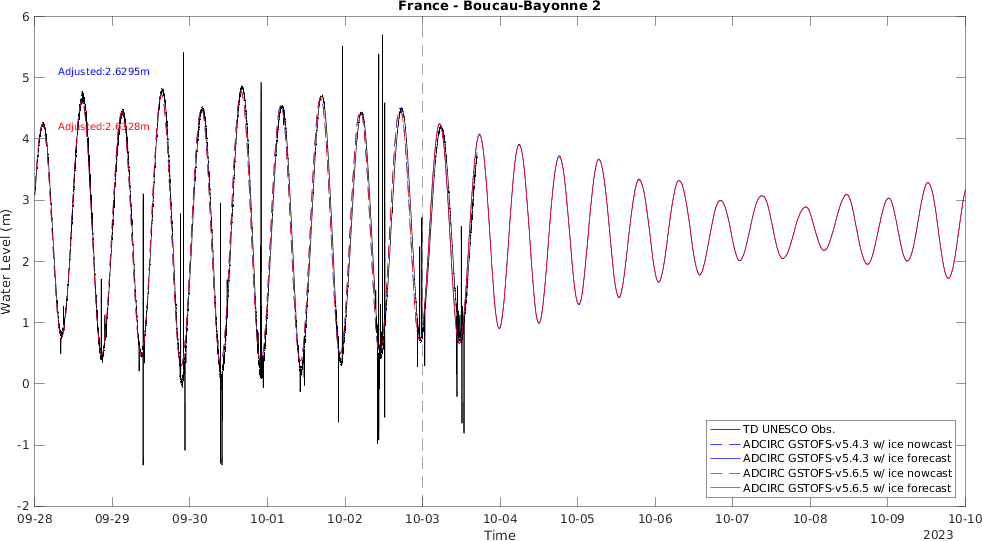 France - Boucau-Bayonne 2
6
5
4
3
2
1
0
-1
-2
Water Level (m)
Adjusted:2.6295m
Adjusted:2.6328m
TD UNESCO Obs.
ADCIRC GSTOFS-v5.4.3 w/ ice nowcast
ADCIRC GSTOFS-v5.4.3 w/ ice forecast
ADCIRC GSTOFS-v5.6.5 w/ ice nowcast
ADCIRC GSTOFS-v5.6.5 w/ ice forecast
09-28 09-29 09-30 10-01 10-02 10-03 10-04 10-05 10-06 10-07 10-08 10-09 10-10
Time
2023